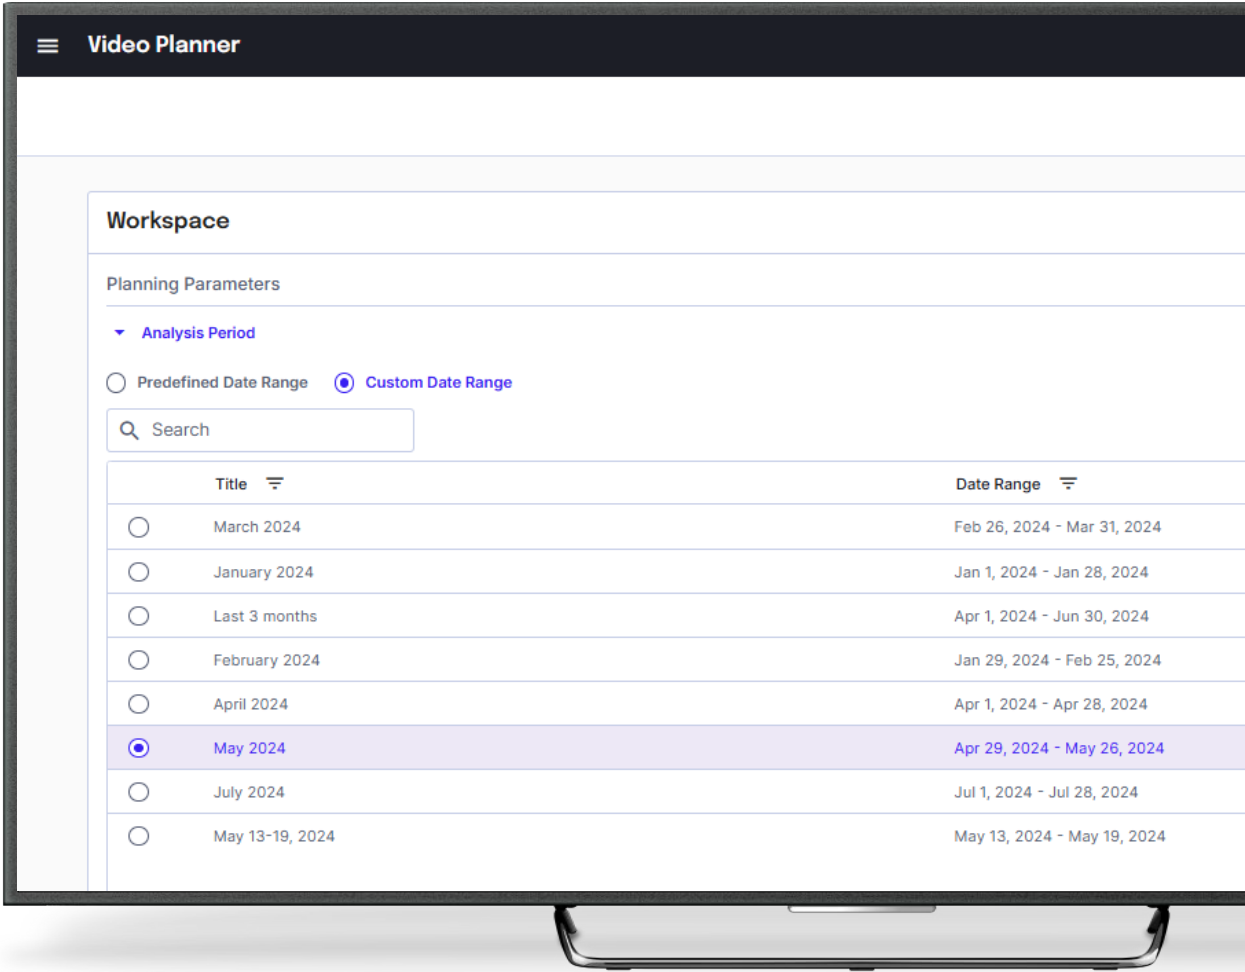 Video Planner
Workspace
Planning Parameters
Analysis Period
Predefined Date Range Custom Date Range
Search
Title Date Range
March 2024 Feb 26, 2024 - Mar 31, 2024
January 2024 Jan 1, 2024 - Jan 28, 2024
Last 3 months Apr 1, 2024 - Jun 30, 2024
February 2024 Jan 29, 2024 - Feb 25, 2024
April 2024 Apr 1, 2024 - Apr 28, 2024
May 2024 Apr 29, 2024 - May 26, 2024
July 2024 Jul 1, 2024 - Jul 28, 2024
May 13-19, 2024 May 13, 2024 - May 19, 2024